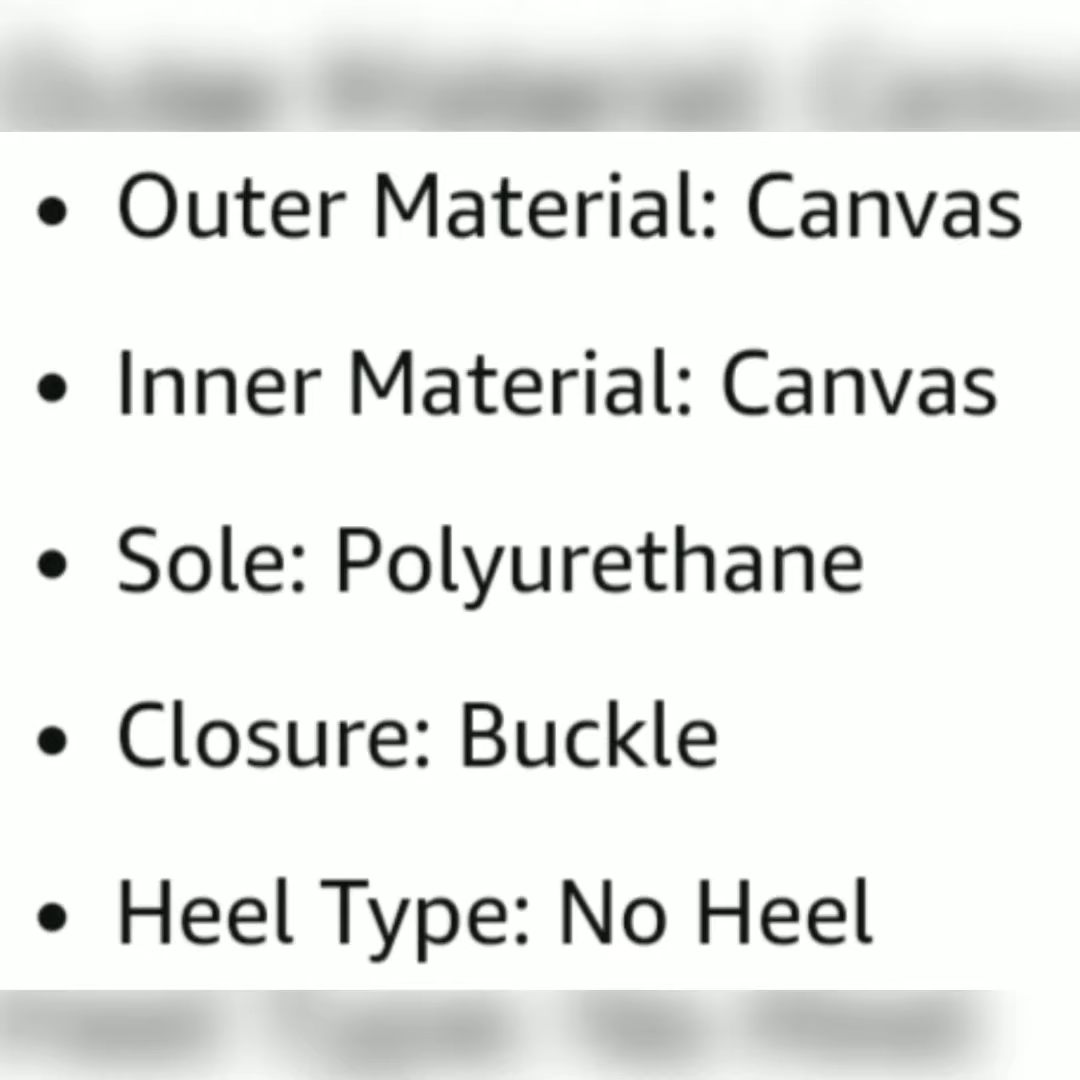 • Outer Material: Canvas
• Inner Material: Canvas
• Sole: Polyurethane
• Closure: Buckle
• Heel Type: No Heel